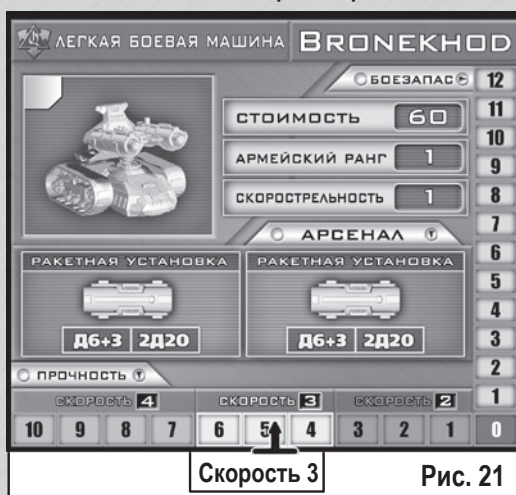 ЛЕГКАЯ БОЕВАЯ МАШИНА BRONEKHOD
БОЕЗАПАС 12
11
СТОИМОСТЬ 60
10
АРМЕЙСКИЙ РАНГ 1
9
СКОРОСТРЕЛЬНОСТЬ 1
8
7
АРСЕНАЛ
6
РАКЕТНАЯ УСТАНОВКА РАКЕТНАЯ УСТАНОВКА
5
4
Д6+3 2Д20 Д6+3 2Д20
3
ПРОЧНОСТЬ 2
СКОРОСТЬ 4 СКОРОСТЬ 3 СКОРОСТЬ 2 1
10 9 8 7 6 5 4 3 2 1 0
Скорость 3 Рис. 21